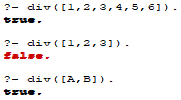 ?- div([1,2,3,4,5,6]).
true.
?- div([1,2,3]).
false.
?- div([A,B]).
true.